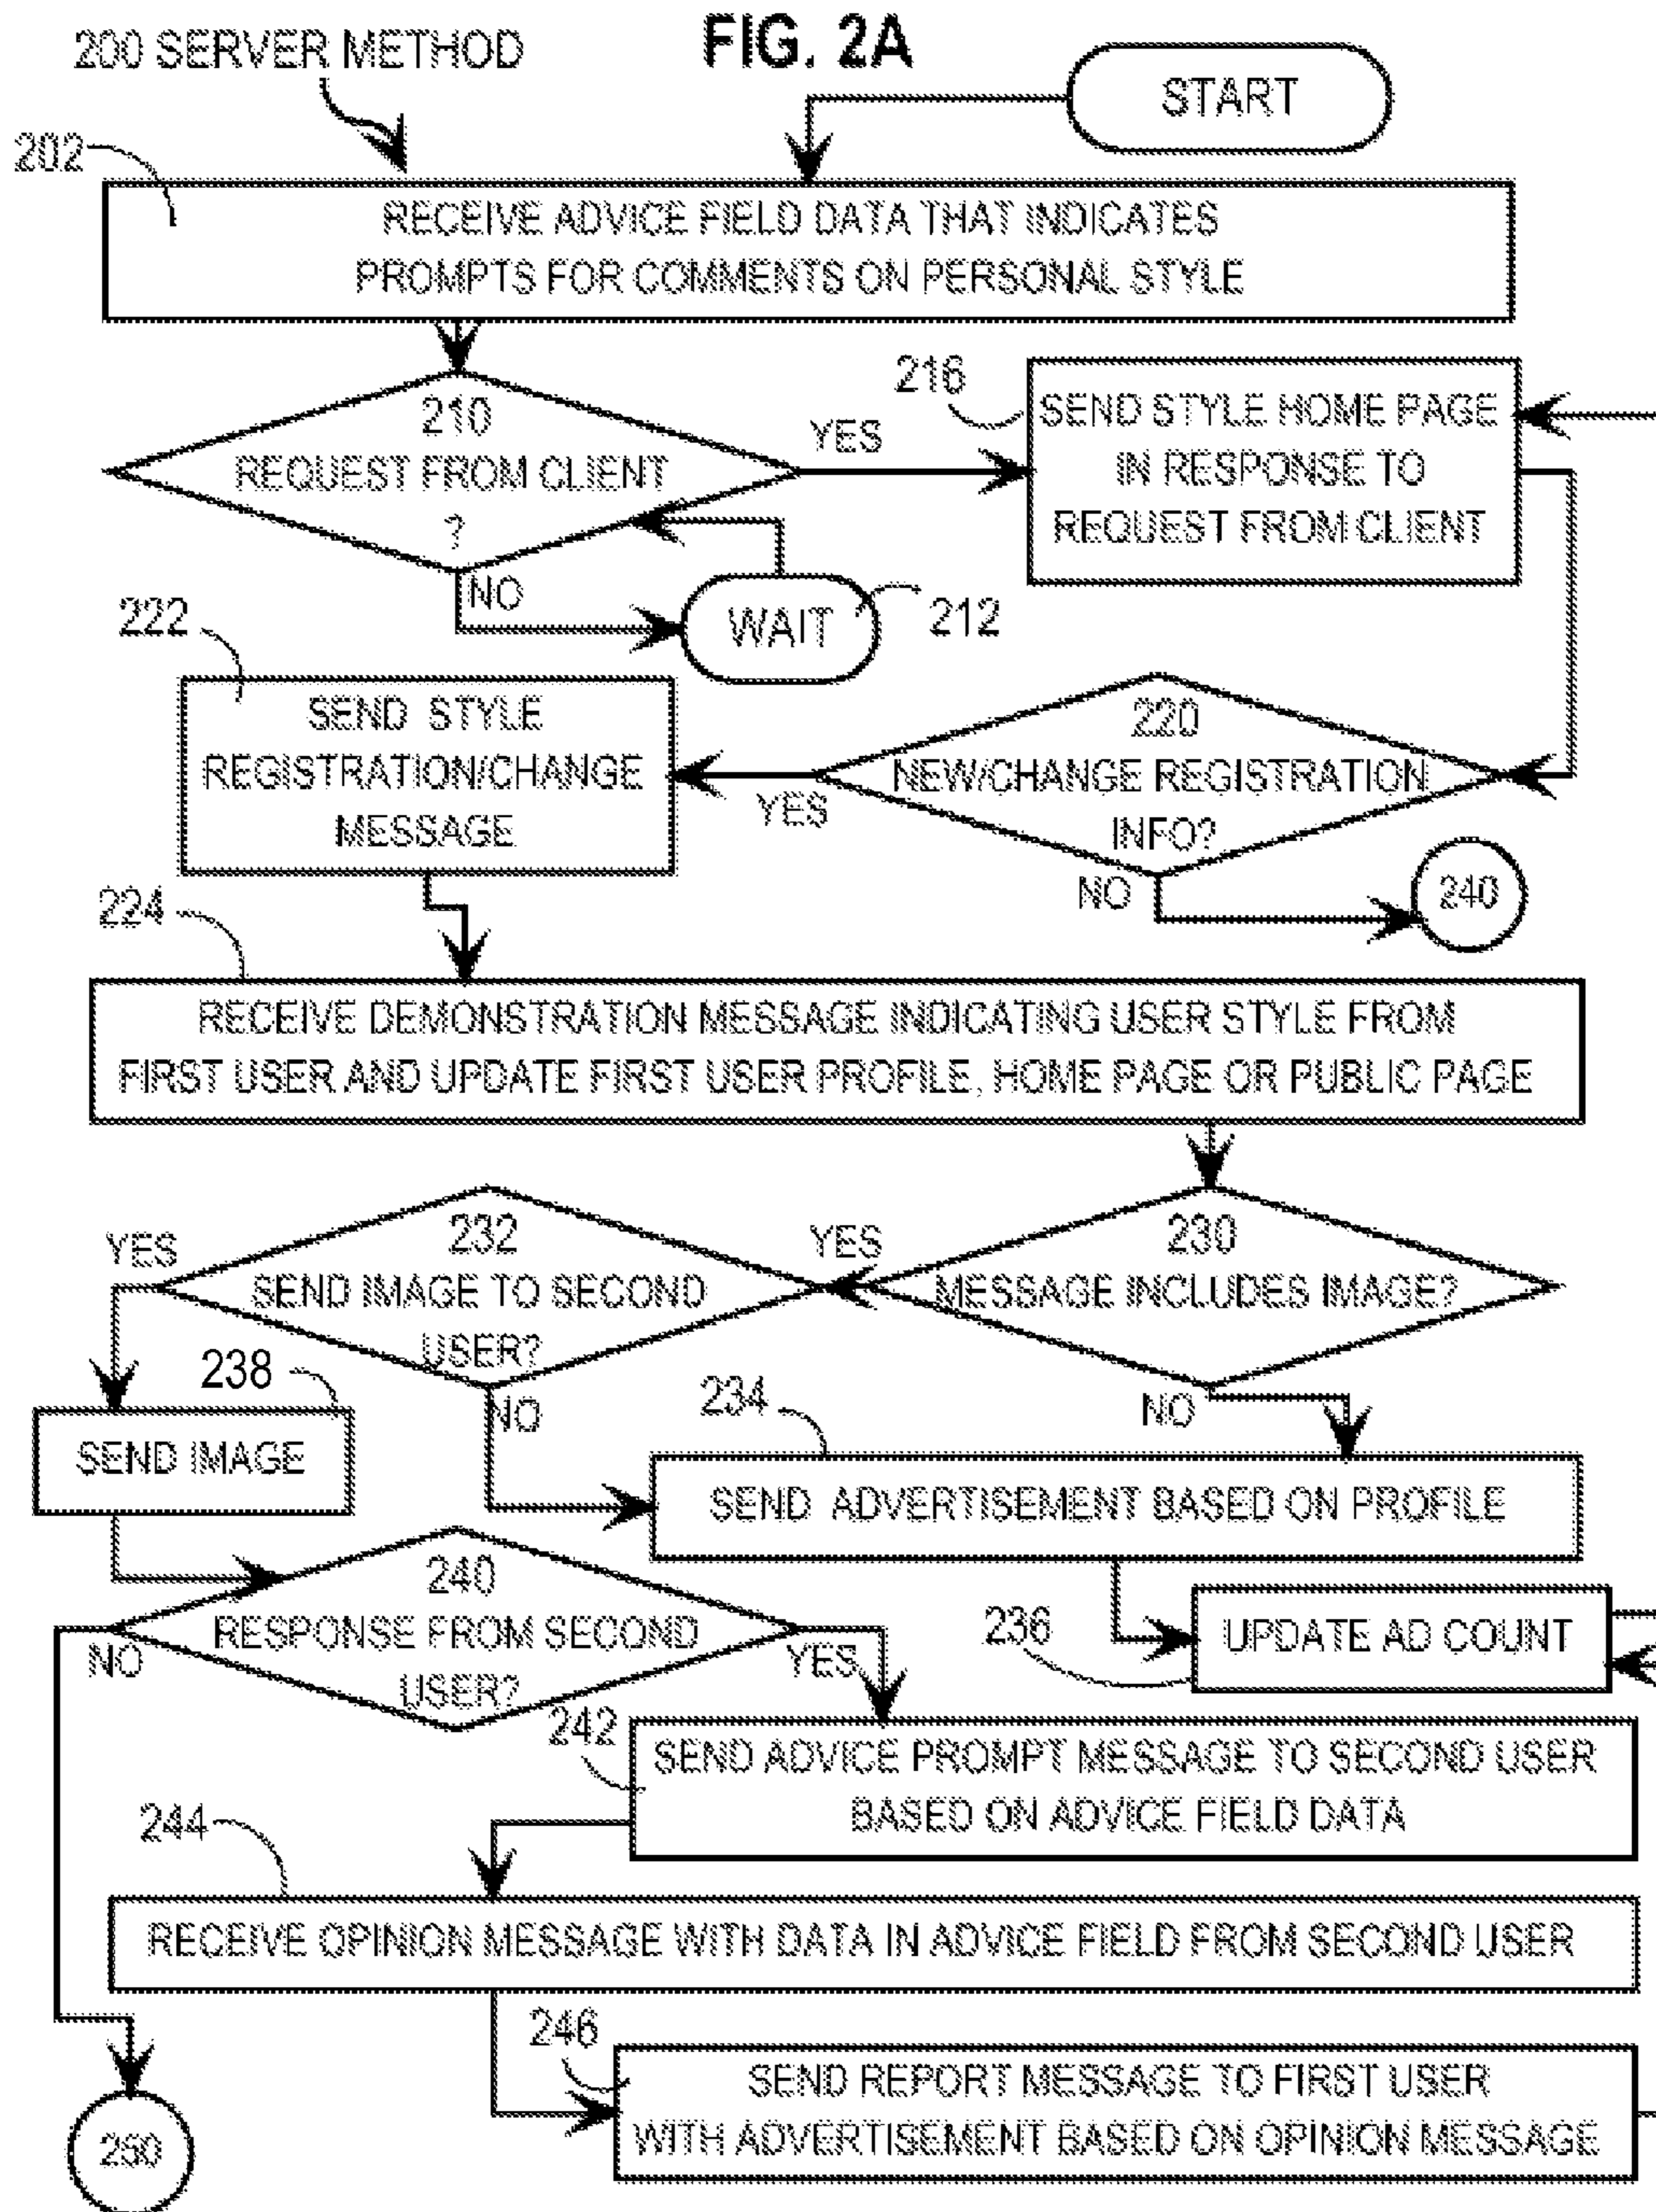 FIG. 2A
200 SERVER METHOD
START
202
RECEIVE ADVICE FIELD DATA THAT INDICATES
PROMPTS FOR COMMENTS ON PERSONAL STYLE
210
REQUEST FROM CLIENT
?
YES
NO
WAIT
212
216
SEND STYLE HOME PAGE
IN RESPONSE TO
REQUEST FROM CLIENT
220
NEW/CHANGE REGISTRATION
INFO?
YES
NO
240
222
SEND STYLE
REGISTRATION/CHANGE
MESSAGE
224
RECEIVE DEMONSTRATION MESSAGE INDICATING USER STYLE FROM
FIRST USER AND UPDATE FIRST USER PROFILE, HOME PAGE OR PUBLIC PAGE
230
MESSAGE INCLUDES IMAGE?
YES
NO
232
SEND IMAGE TO SECOND
USER?
YES
NO
238
SEND IMAGE
234
SEND ADVERTISEMENT BASED ON PROFILE
236
UPDATE AD COUNT
240
RESPONSE FROM SECOND
USER?
NO
YES
242
SEND ADVICE PROMPT MESSAGE TO SECOND USER
BASED ON ADVICE FIELD DATA
244
RECEIVE OPINION MESSAGE WITH DATA IN ADVICE FIELD FROM SECOND USER
246
SEND REPORT MESSAGE TO FIRST USER
WITH ADVERTISEMENT BASED ON OPINION MESSAGE